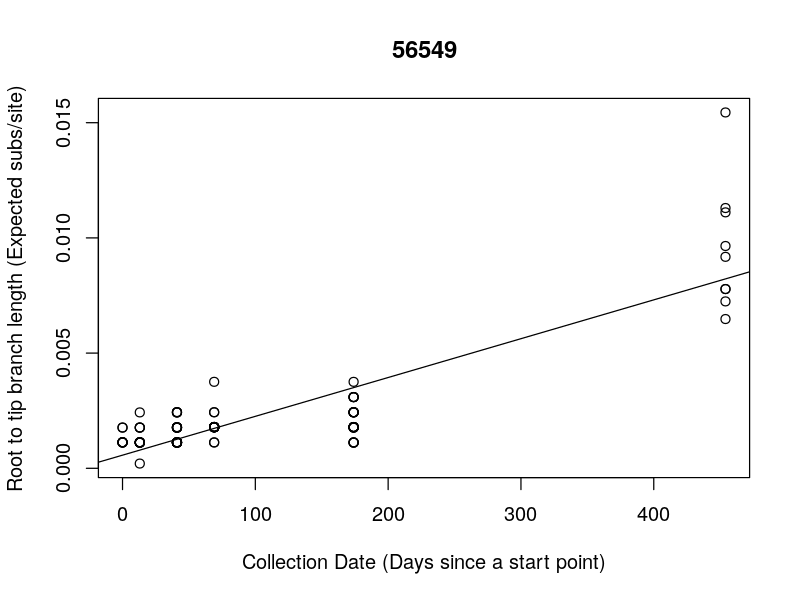 56549
Root to tip branch length (Expected subs/site)
0.015
0.010
0.005
0.000
0 100 200 300 400
Collection Date (Days since a start point)